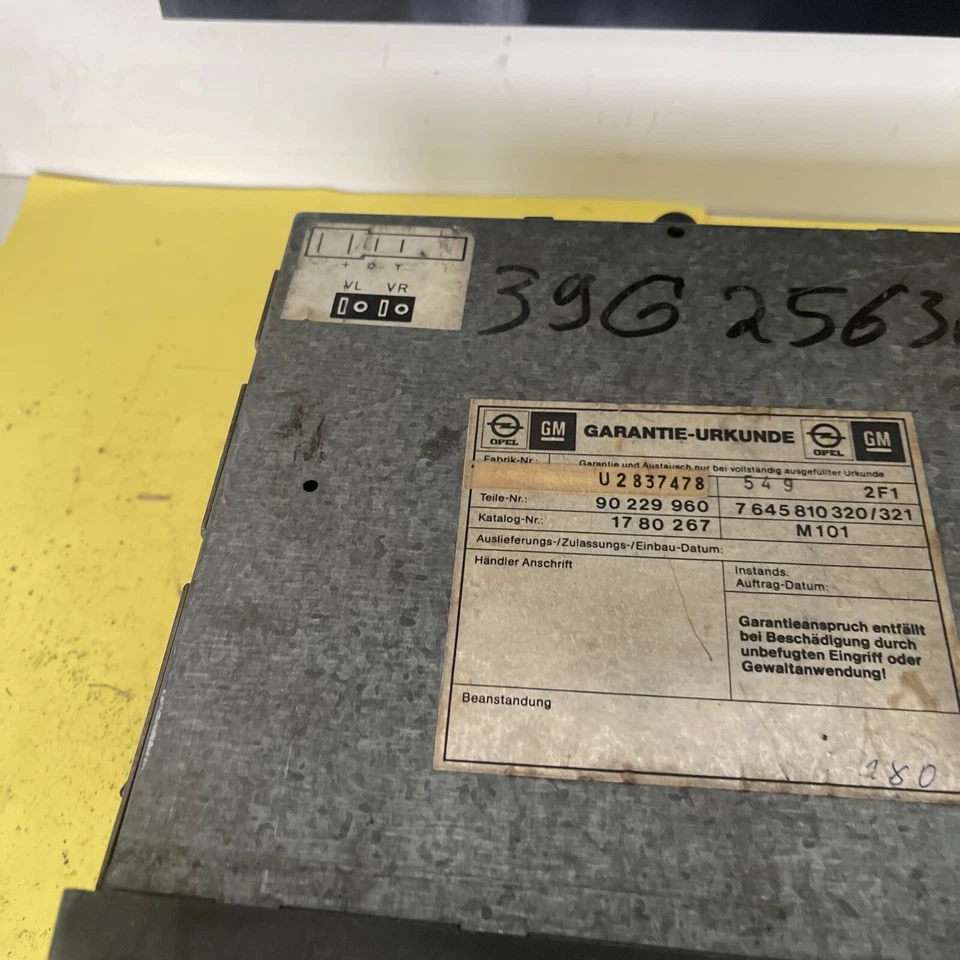 VL VR
39G 2563
OPEL GM GARANTIE-URKUNDE OPEL GM
Fabrik-Nr.: Garantie und Austausch nur bei vollständig ausgefüllter Urkunde
U2837478 549 2F1
Teile-Nr.: 90 229 960 7 645 810 320/321
Katalog-Nr.: 17 80 267 M101
Auslieferungs-/Zulassungs-/Einbau-Datum:
Händler Anschrift
Instands.
Auftrag-Datum:
Garantieanspruch entfällt
bei Beschädigung durch
unbefugten Eingriff oder
Gewaltanwendung!
Beanstandung
280